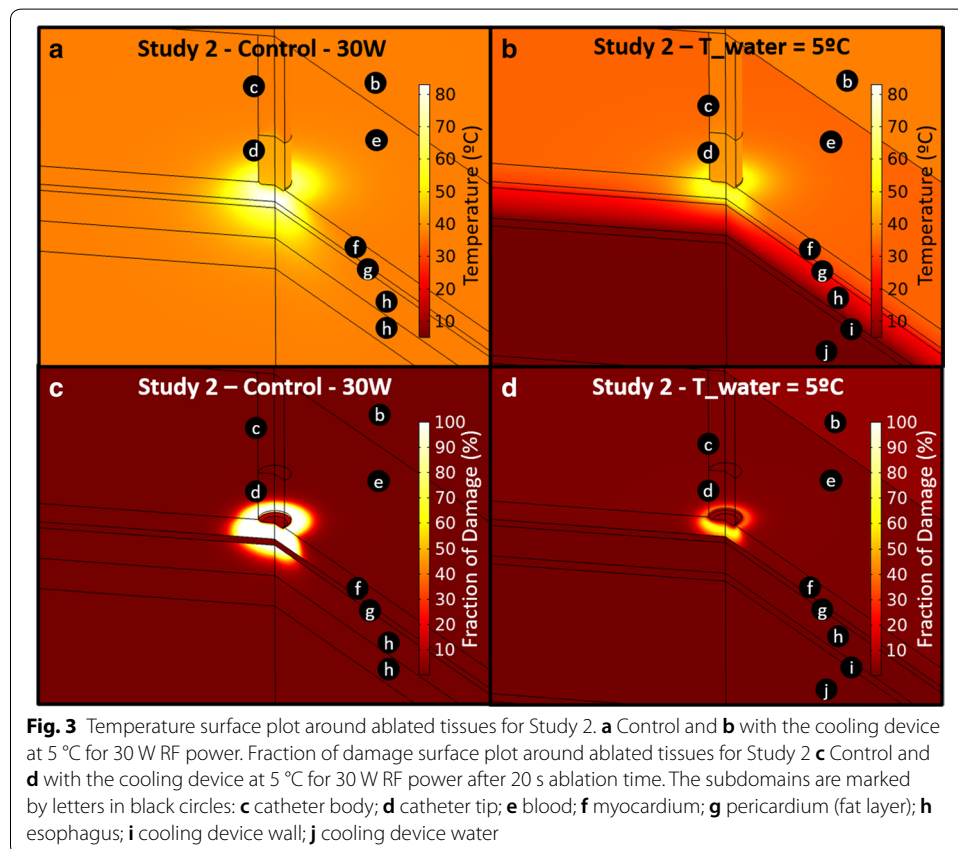 a
Study 2 - Control - 30W
c
b
d
e
80
70
60
50
40
30
20
10
Temperature (ºC)
f
g
h
h
b
Study 2 – T_water = 5ºC
b
c
e
d
80
70
60
50
40
30
20
10
Temperature (ºC)
f
g
h
i
j
c
Study 2 – Control - 30W
b
c
e
d
100
90
80
70
60
50
40
30
20
10
Fraction of Damage (%)
f
g
h
h
d
Study 2 - T_water = 5ºC
b
c
e
d
100
90
80
70
60
50
40
30
20
10
Fraction of Damage (%)
f
g
h
i
j
Fig. 3 Temperature surface plot around ablated tissues for Study 2. a Control and b with the cooling device
at 5 °C for 30 W RF power. Fraction of damage surface plot around ablated tissues for Study 2 c Control and
d with the cooling device at 5 °C for 30 W RF power after 20 s ablation time. The subdomains are marked
by letters in black circles: c catheter body; d catheter tip; e blood; f myocardium; g pericardium (fat layer); h
esophagus; i cooling device wall; j cooling device water